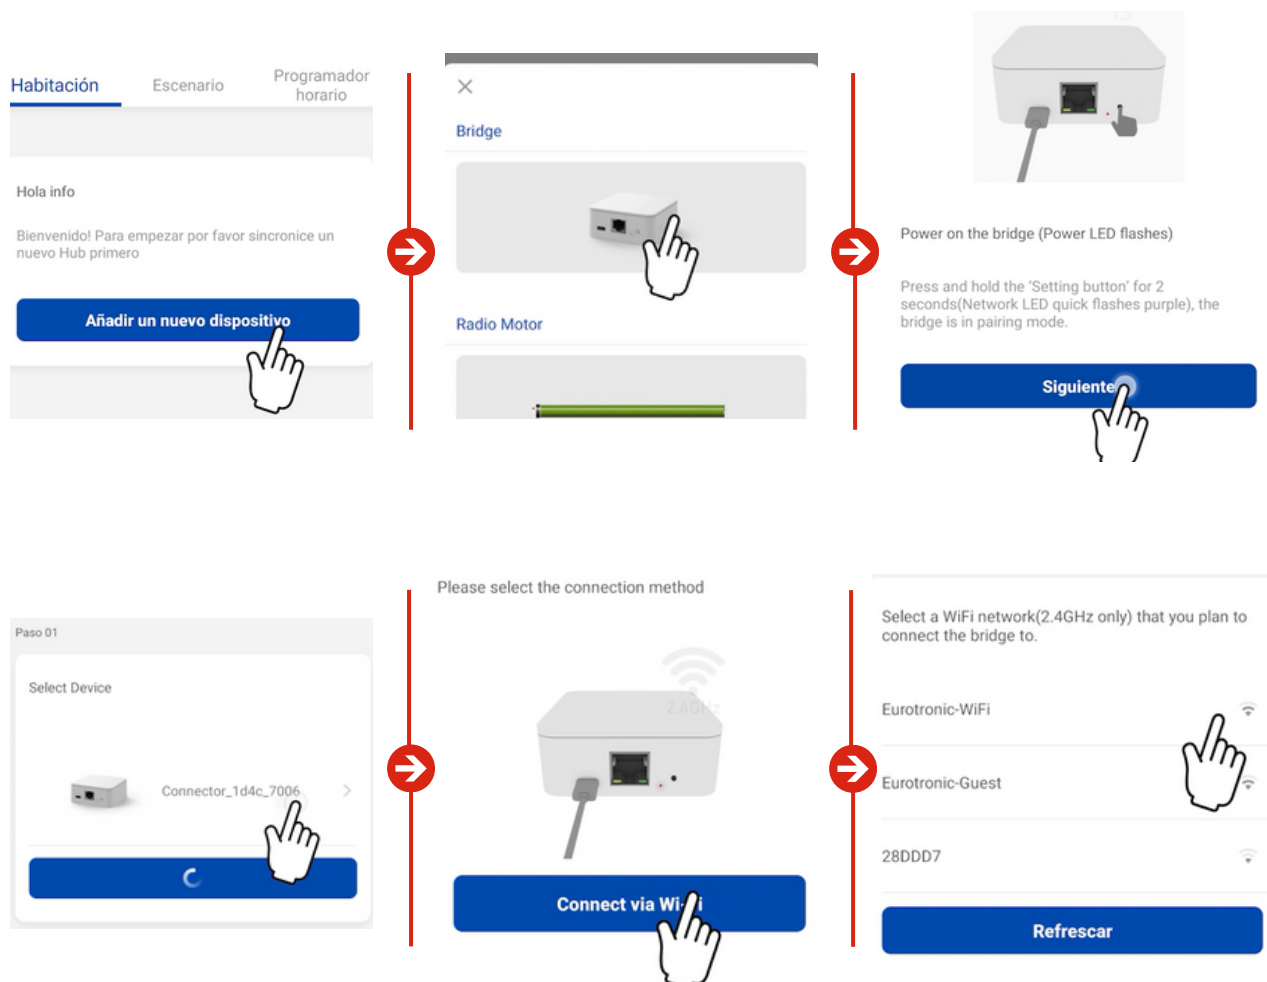 Habitación
Escenario
Programador
horario
Hola info
Bienvenido! Para empezar por favor sincronice un
nuevo Hub primero
Añadir un nuevo dispositivo
Bridge
Radio Motor
Power on the bridge (Power LED flashes)
Press and hold the 'Setting button' for 2
seconds(Network LED quick flashes purple), the
bridge is in pairing mode.
Siguiente
Paso 01
Select Device
Connector_1d4c_7006
Please select the connection method
2.4GHz
Connect via Wi-Fi
Select a WiFi network(2.4GHz only) that you plan to
connect the bridge to.
Eurotronic-WiFi
Eurotronic-Guest
28DDD7
Refrescar